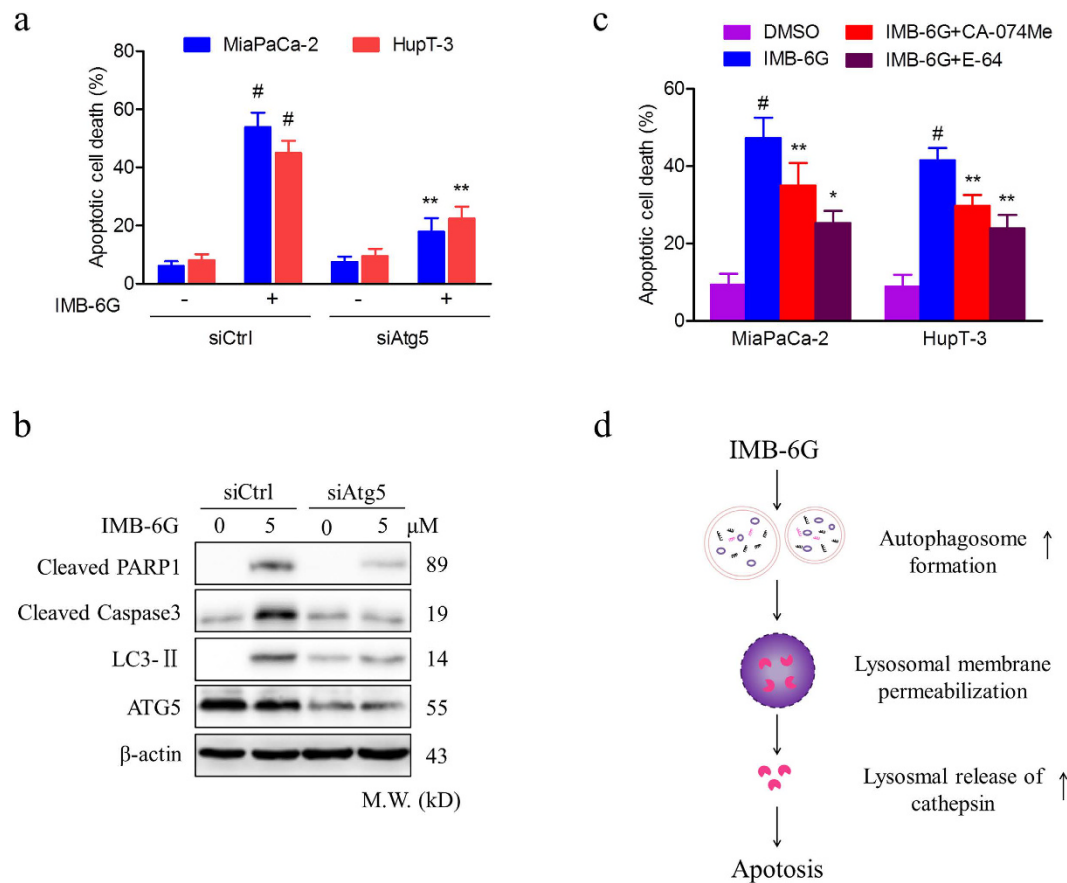 a
MiaPaCa-2 HupT-3
Apoptotic cell death (%)
80
60
40
20
0
# # ** **
IMB-6G - + - +
siCtrl siAtg5
c
DMSO IMB-6G+CA-074Me
IMB-6G IMB-6G+E-64
Apoptotic cell death (%)
60
40
20
0
# ** * # ** **
MiaPaCa-2 HupT-3
b
siCtrl siAtg5
IMB-6G 0 5 0 5 μM
Cleaved PARP1 89
Cleaved Caspase3 19
LC3-Ⅱ 14
ATG5 55
β-actin 43
M.W. (kD)
d
IMB-6G
Autophagosome
formation
Lysosomal membrane
permeabilization
Lysosmal release of
cathepsin
Apotosis